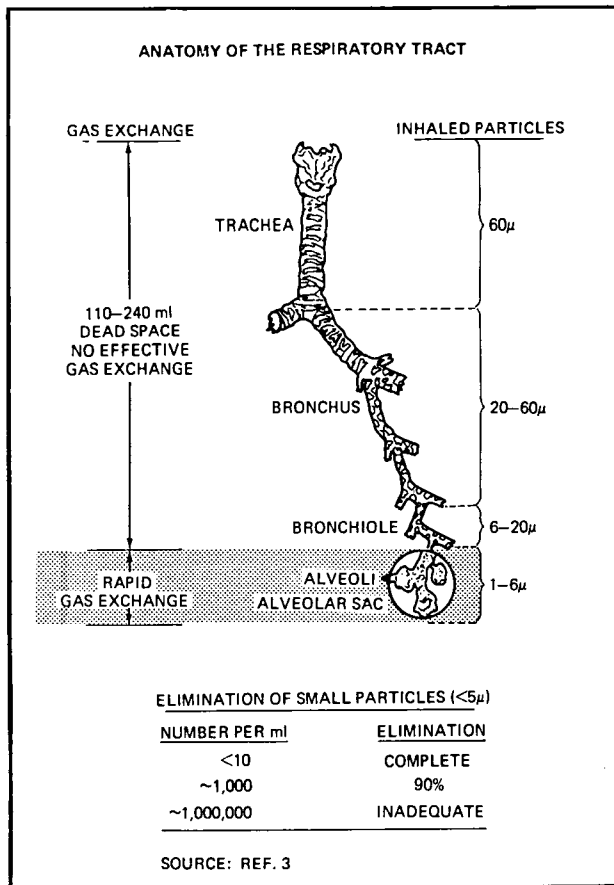 ANATOMY OF THE RESPIRATORY TRACT
GAS EXCHANGE
INHALED PARTICLES
TRACHEA
60μ
110–240 ml
DEAD SPACE
NO EFFECTIVE
GAS EXCHANGE
BRONCHUS
20–60μ
BRONCHIOLE
6–20μ
RAPID
GAS EXCHANGE
ALVEOLI
ALVEOLAR SAC
1–6μ
ELIMINATION OF SMALL PARTICLES (<5μ)
NUMBER PER ml ELIMINATION
<10 COMPLETE
~1,000 90%
~1,000,000 INADEQUATE
SOURCE: REF. 3